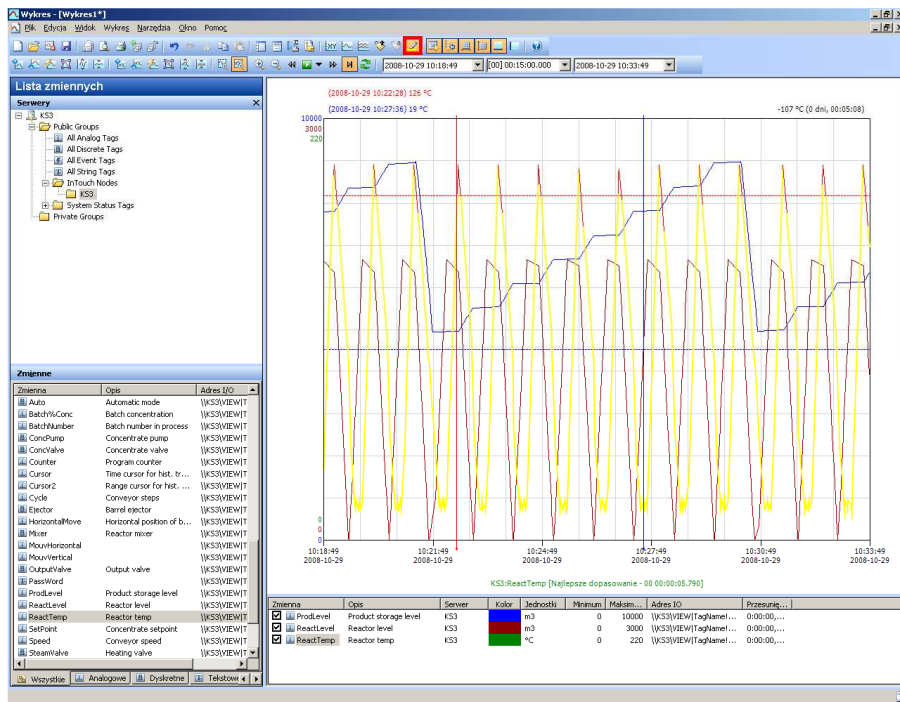 Wykres - [Wykres1*]
Plik Edycja Widok Wykres Narzędzia Okno Pomoc
2008-10-29 10:18:49 [00] 00:15:00.000 2008-10-29 10:33:49
Lista zmiennych
Serwery
KS3
Public Groups
All Analog Tags
All Discrete Tags
All Event Tags
All String Tags
InTouch Nodes
KS3
System Status Tags
Private Groups
Zmienne
Zmienna Opis Adres I/O
Auto Automatic mode \\KS3\VIEW|T
Batch%Conc Batch concentration \\KS3\VIEW|T
BatchNumber Batch number in process \\KS3\VIEW|T
ConcPump Concentrate pump \\KS3\VIEW|T
ConcValve Concentrate valve \\KS3\VIEW|T
Counter Program counter \\KS3\VIEW|T
Cursor Time cursor for hist. tr... \\KS3\VIEW|T
Cursor2 Range cursor for hist. ... \\KS3\VIEW|T
Cycle Conveyor steps \\KS3\VIEW|T
Ejector Barrel ejector \\KS3\VIEW|T
HorizontalMove Horizontal position of b... \\KS3\VIEW|T
Mixer Reactor mixer \\KS3\VIEW|T
MouvHorizontal \\KS3\VIEW|T
MouvVertical \\KS3\VIEW|T
OutputValve Output valve \\KS3\VIEW|T
PassWord \\KS3\VIEW|T
ProdLevel Product storage level \\KS3\VIEW|T
ReactLevel Reactor level \\KS3\VIEW|T
ReactTemp Reactor temp \\KS3\VIEW|T
SetPoint Concentrate setpoint \\KS3\VIEW|T
Speed Conveyor speed \\KS3\VIEW|T
SteamValve Heating valve \\KS3\VIEW|T
Wszystkie Analogowe Dyskretne Tekstowe
(2008-10-29 10:22:28) 126 °C
(2008-10-29 10:27:36) 19 °C -107 °C (0 dni, 00:05:08)
10000
3000
220
0
0
0
10:18:49 10:21:49 10:24:49 10:27:49 10:30:49 10:33:49
2008-10-29 2008-10-29 2008-10-29 2008-10-29 2008-10-29 2008-10-29
KS3:ReactTemp [Najlepsze dopasowanie - 00 00:00:05.790]
Zmienna Opis Serwer Kolor Jednostki Minimum Maksim... Adres IO Przesunię...
ProdLevel Product storage level KS3 m3 0 10000 \\KS3\VIEW|TagName!... 0:00:00,...
ReactLevel Reactor level KS3 m3 0 3000 \\KS3\VIEW|TagName!... 0:00:00,...
ReactTemp Reactor temp KS3 °C 0 220 \\KS3\VIEW|TagName!... 0:00:00,...